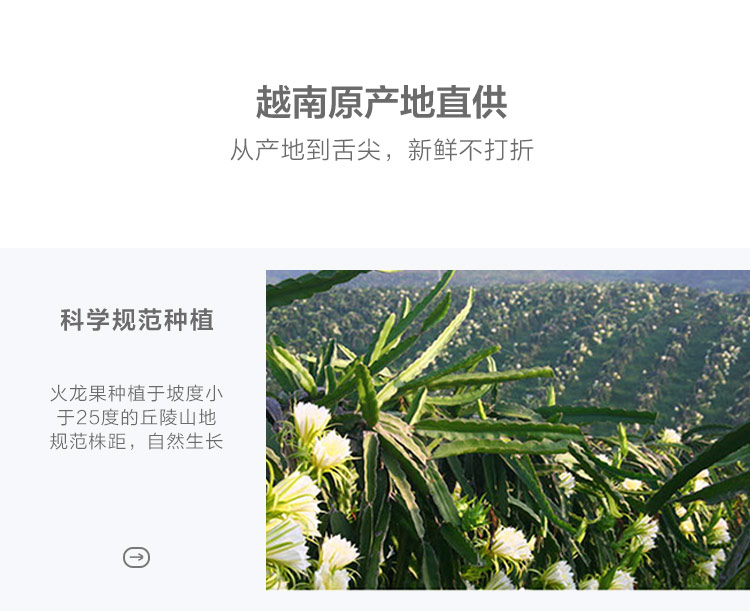 越南原产地直供
从产地到舌尖，新鲜不打折
科学规范种植
火龙果种植于坡度小
于25度的丘陵山地
规范株距，自然生长